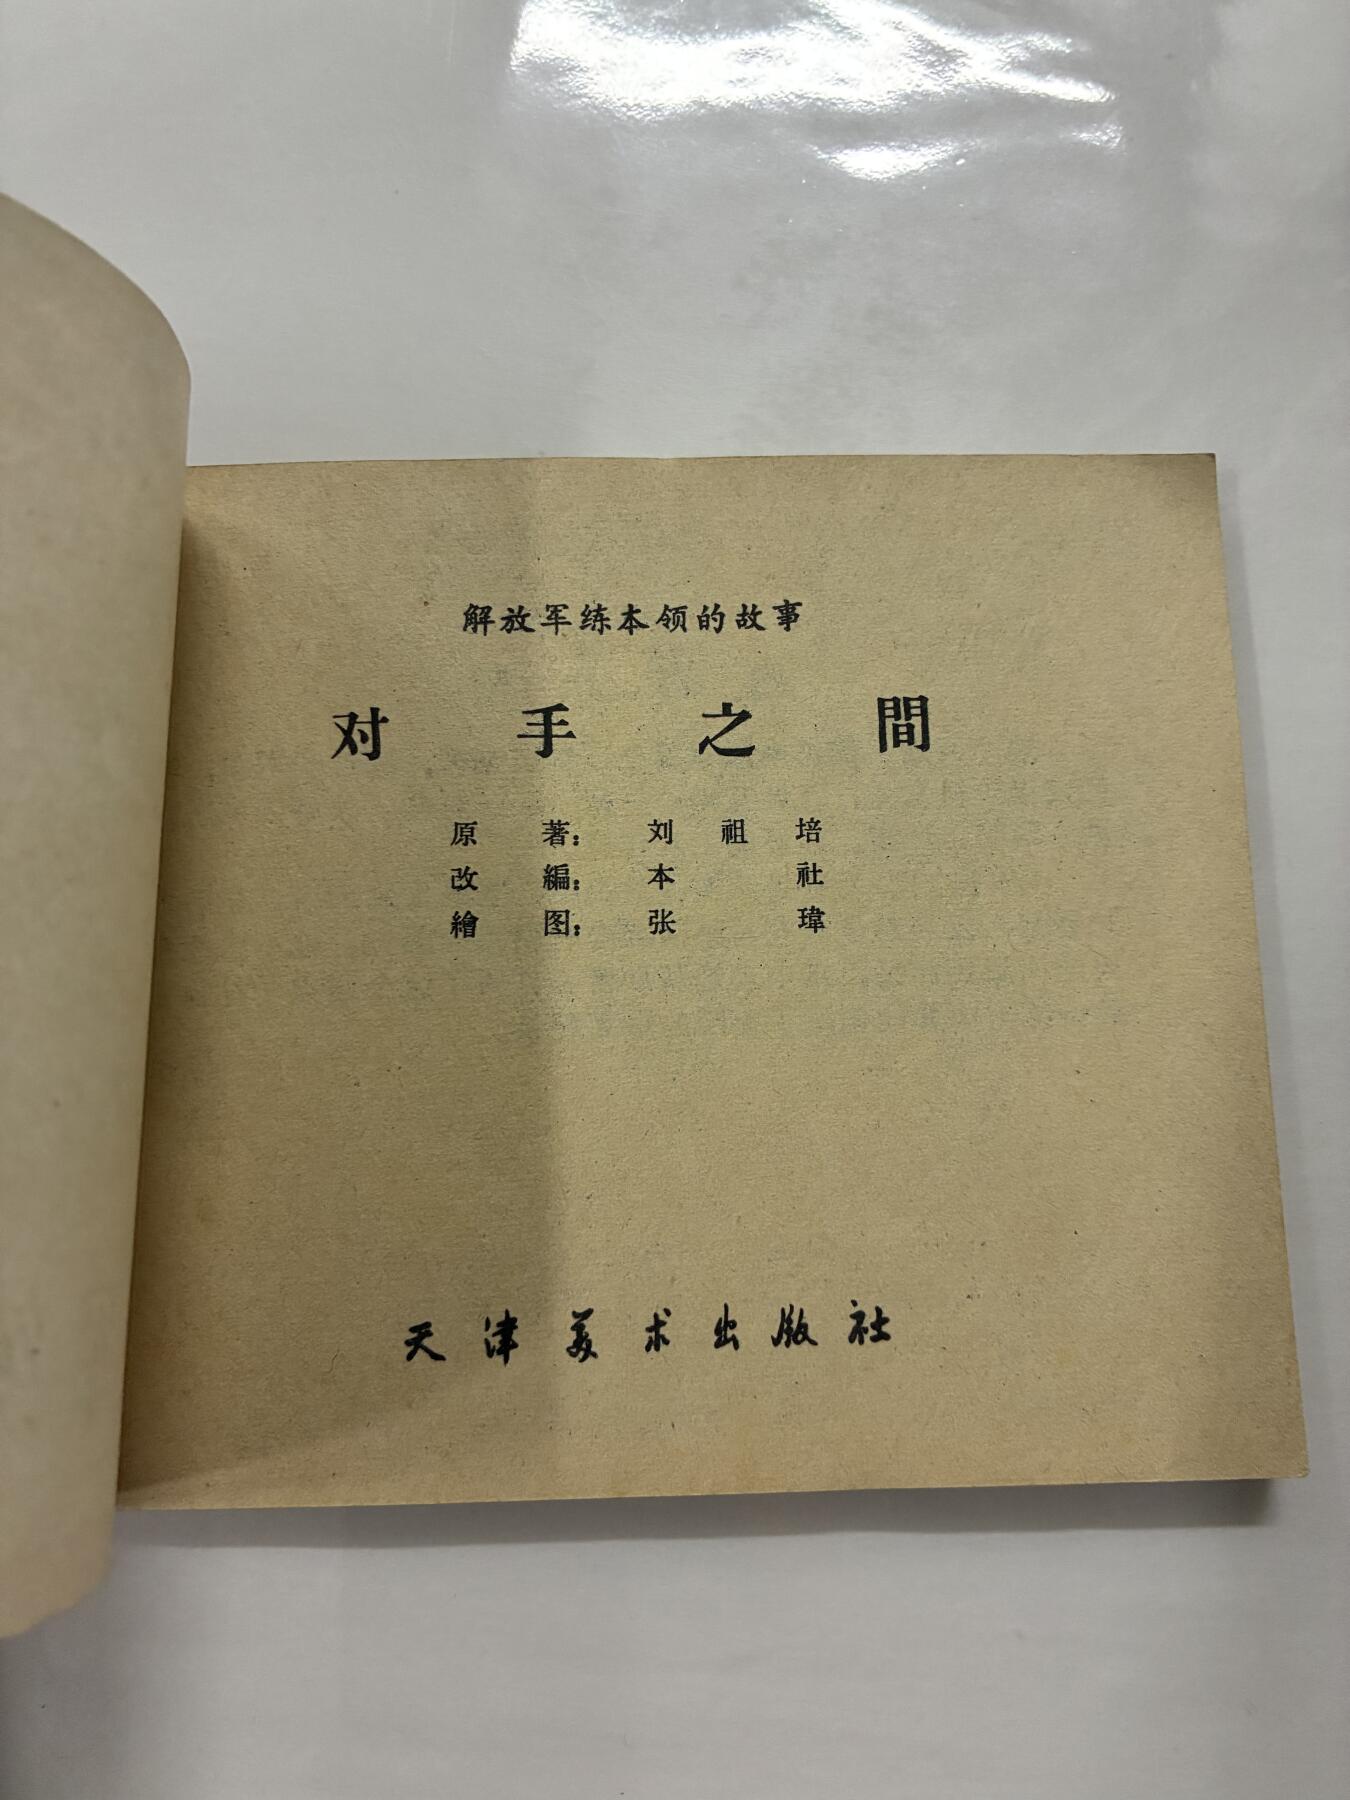 解放军练本领的故事
对手之間
原著：刘祖培
改編：本社
繪图：张瑋
天津美术出版社